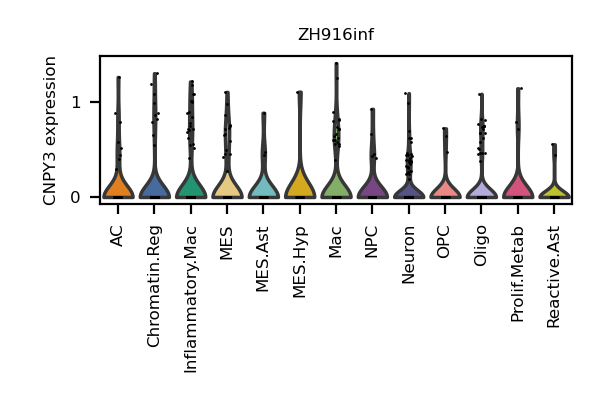 ZH916inf
CNPY3 expression
1
0
AC
Chromatin.Reg
Inflammatory.Mac
MES
MES.Ast
MES.Hyp
Mac
NPC
Neuron
OPC
Oligo
Prolif.Metab
Reactive.Ast